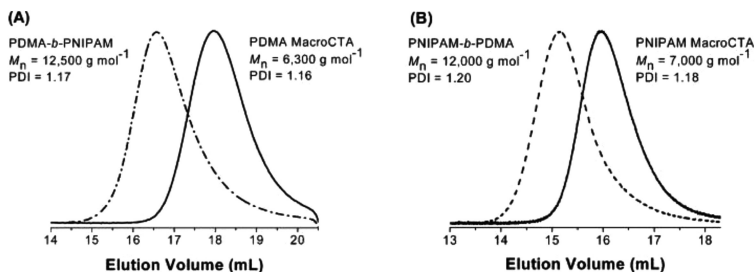 (A)
PDMA-b-PNIPAM
Mn = 12,500 g mol⁻¹
PDI = 1.17
PDMA MacroCTA
Mn = 6,300 g mol⁻¹
PDI = 1.16
14 15 16 17 18 19 20
Elution Volume (mL)
(B)
PNIPAM-b-PDMA
Mn = 12,000 g mol⁻¹
PDI = 1.20
PNIPAM MacroCTA
Mn = 7,000 g mol⁻¹
PDI = 1.18
13 14 15 16 17 18
Elution Volume (mL)